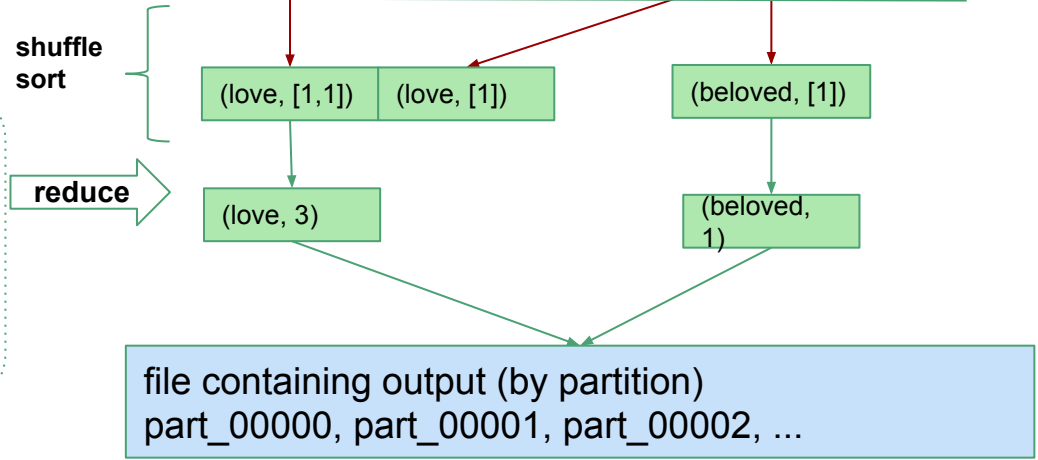 shuffle
sort
(love, [1,1])
(love, [1])
(beloved, [1])
reduce
(love, 3)
(beloved,
1)
file containing output (by partition)
part_00000, part_00001, part_00002, ...